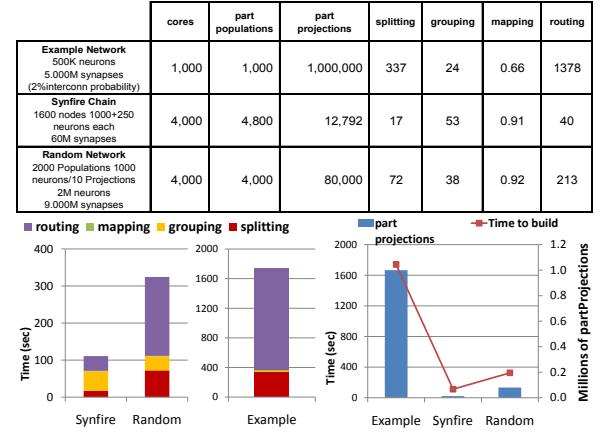 cores part populations part projections splitting grouping mapping routing
Example Network
500K neurons
5.000M synapses
(2%interconn probability)
1,000 1,000 1,000,000 337 24 0.66 1378
Synfire Chain
1600 nodes 1000+250
neurons each
60M synapses
4,000 4,800 12,792 17 53 0.91 40
Random Network
2000 Populations 1000
neurons/10 Projections
2M neurons
9.000M synapses
4,000 4,000 80,000 72 38 0.92 213
routing mapping grouping splitting
400
300
200
100
0
Time (sec)
Synfire Random
2000
1600
1200
800
400
0
Example
part projections
Time to build
2000
1600
1200
800
400
0
Time (sec)
1.2
1.0
0.8
0.6
0.4
0.2
0.0
Millions of partProjections
Example Synfire Random